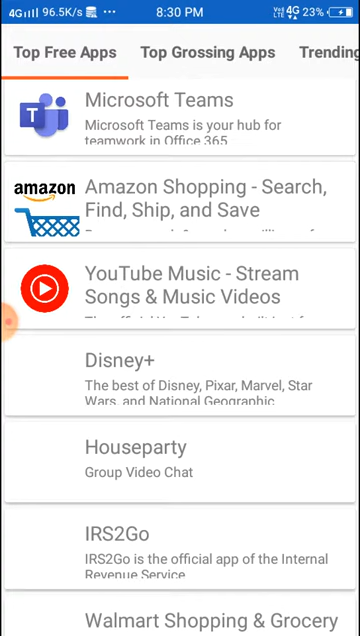 4G 96.5K/s ••• 8:30 PM VoLTE 4G 23%
Top Free Apps Top Grossing Apps Trending
Microsoft Teams
Microsoft Teams is your hub for
teamwork in Office 365
T
amazon
Amazon Shopping - Search,
Find, Ship, and Save
YouTube Music - Stream
Songs & Music Videos
Disney+
The best of Disney, Pixar, Marvel, Star
Wars, and National Geographic
Houseparty
Group Video Chat
IRS2Go
IRS2Go is the official app of the Internal
Revenue Service
Walmart Shopping & Grocery